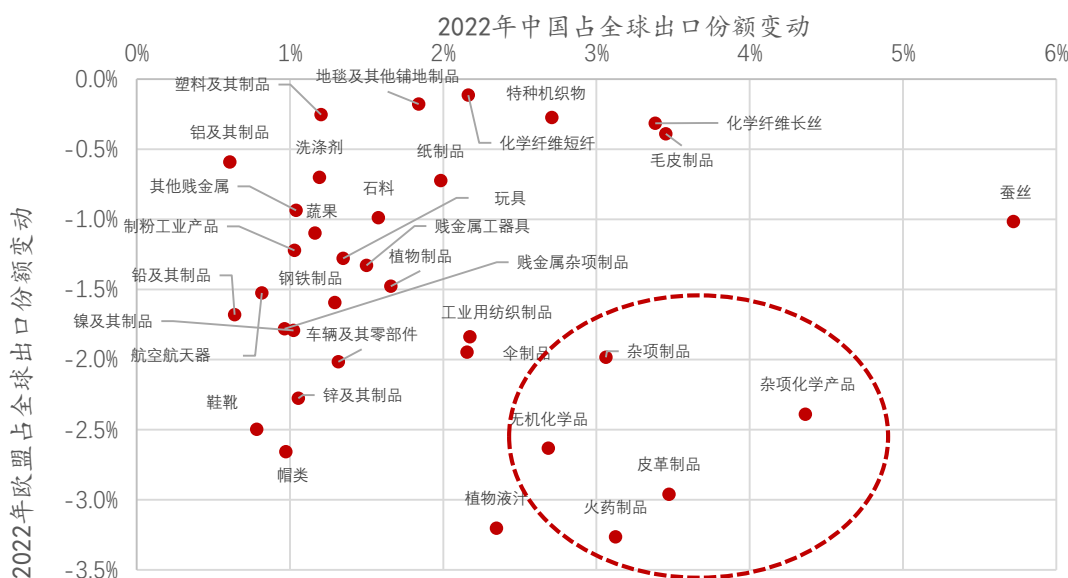 2022年中国占全球出口份额变动
0%
1%
2%
3%
4%
5%
6%
0.0%
-0.5%
-1.0%
-1.5%
-2.0%
-2.5%
-3.0%
-3.5%
2022年欧盟占全球出口份额变动
塑料及其制品
地毯及其他铺地制品
特种机织物
化学纤维长丝
铝及其制品
洗涤剂
纸制品
化学纤维短纤
毛皮制品
其他贱金属
石料
玩具
蚕丝
蔬果
制粉工业产品
贱金属工器具
铅及其制品
钢铁制品
植物制品
贱金属杂项制品
镍及其制品
车辆及其零部件
工业用纺织制品
航空航天器
伞制品
杂项制品
鞋靴
锌及其制品
杂项化学产品
无机化学品
帽类
皮革制品
植物液汁
火药制品